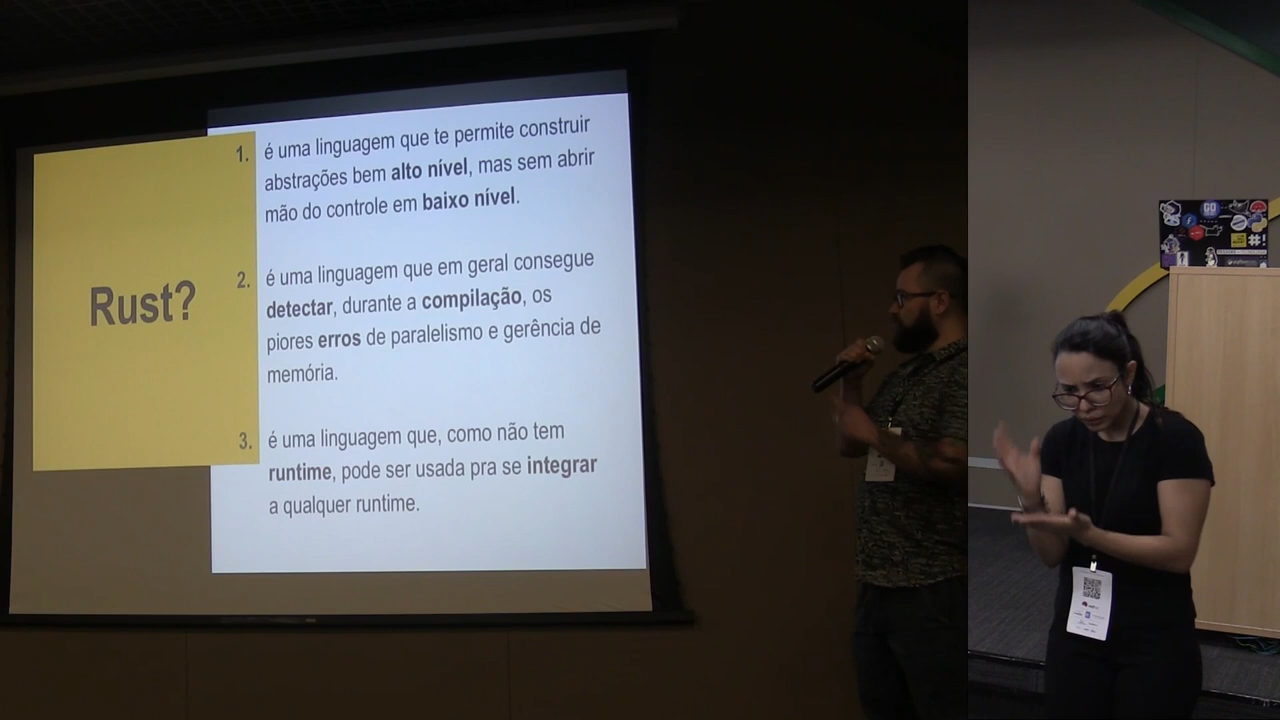 Rust?
1. é uma linguagem que te permite construir
abstrações bem alto nível, mas sem abrir
mão do controle em baixo nível.
2. é uma linguagem que em geral consegue
detectar, durante a compilação, os
piores erros de paralelismo e gerência de
memória.
3. é uma linguagem que, como não tem
runtime, pode ser usada pra se integrar
a qualquer runtime.
GO
#!